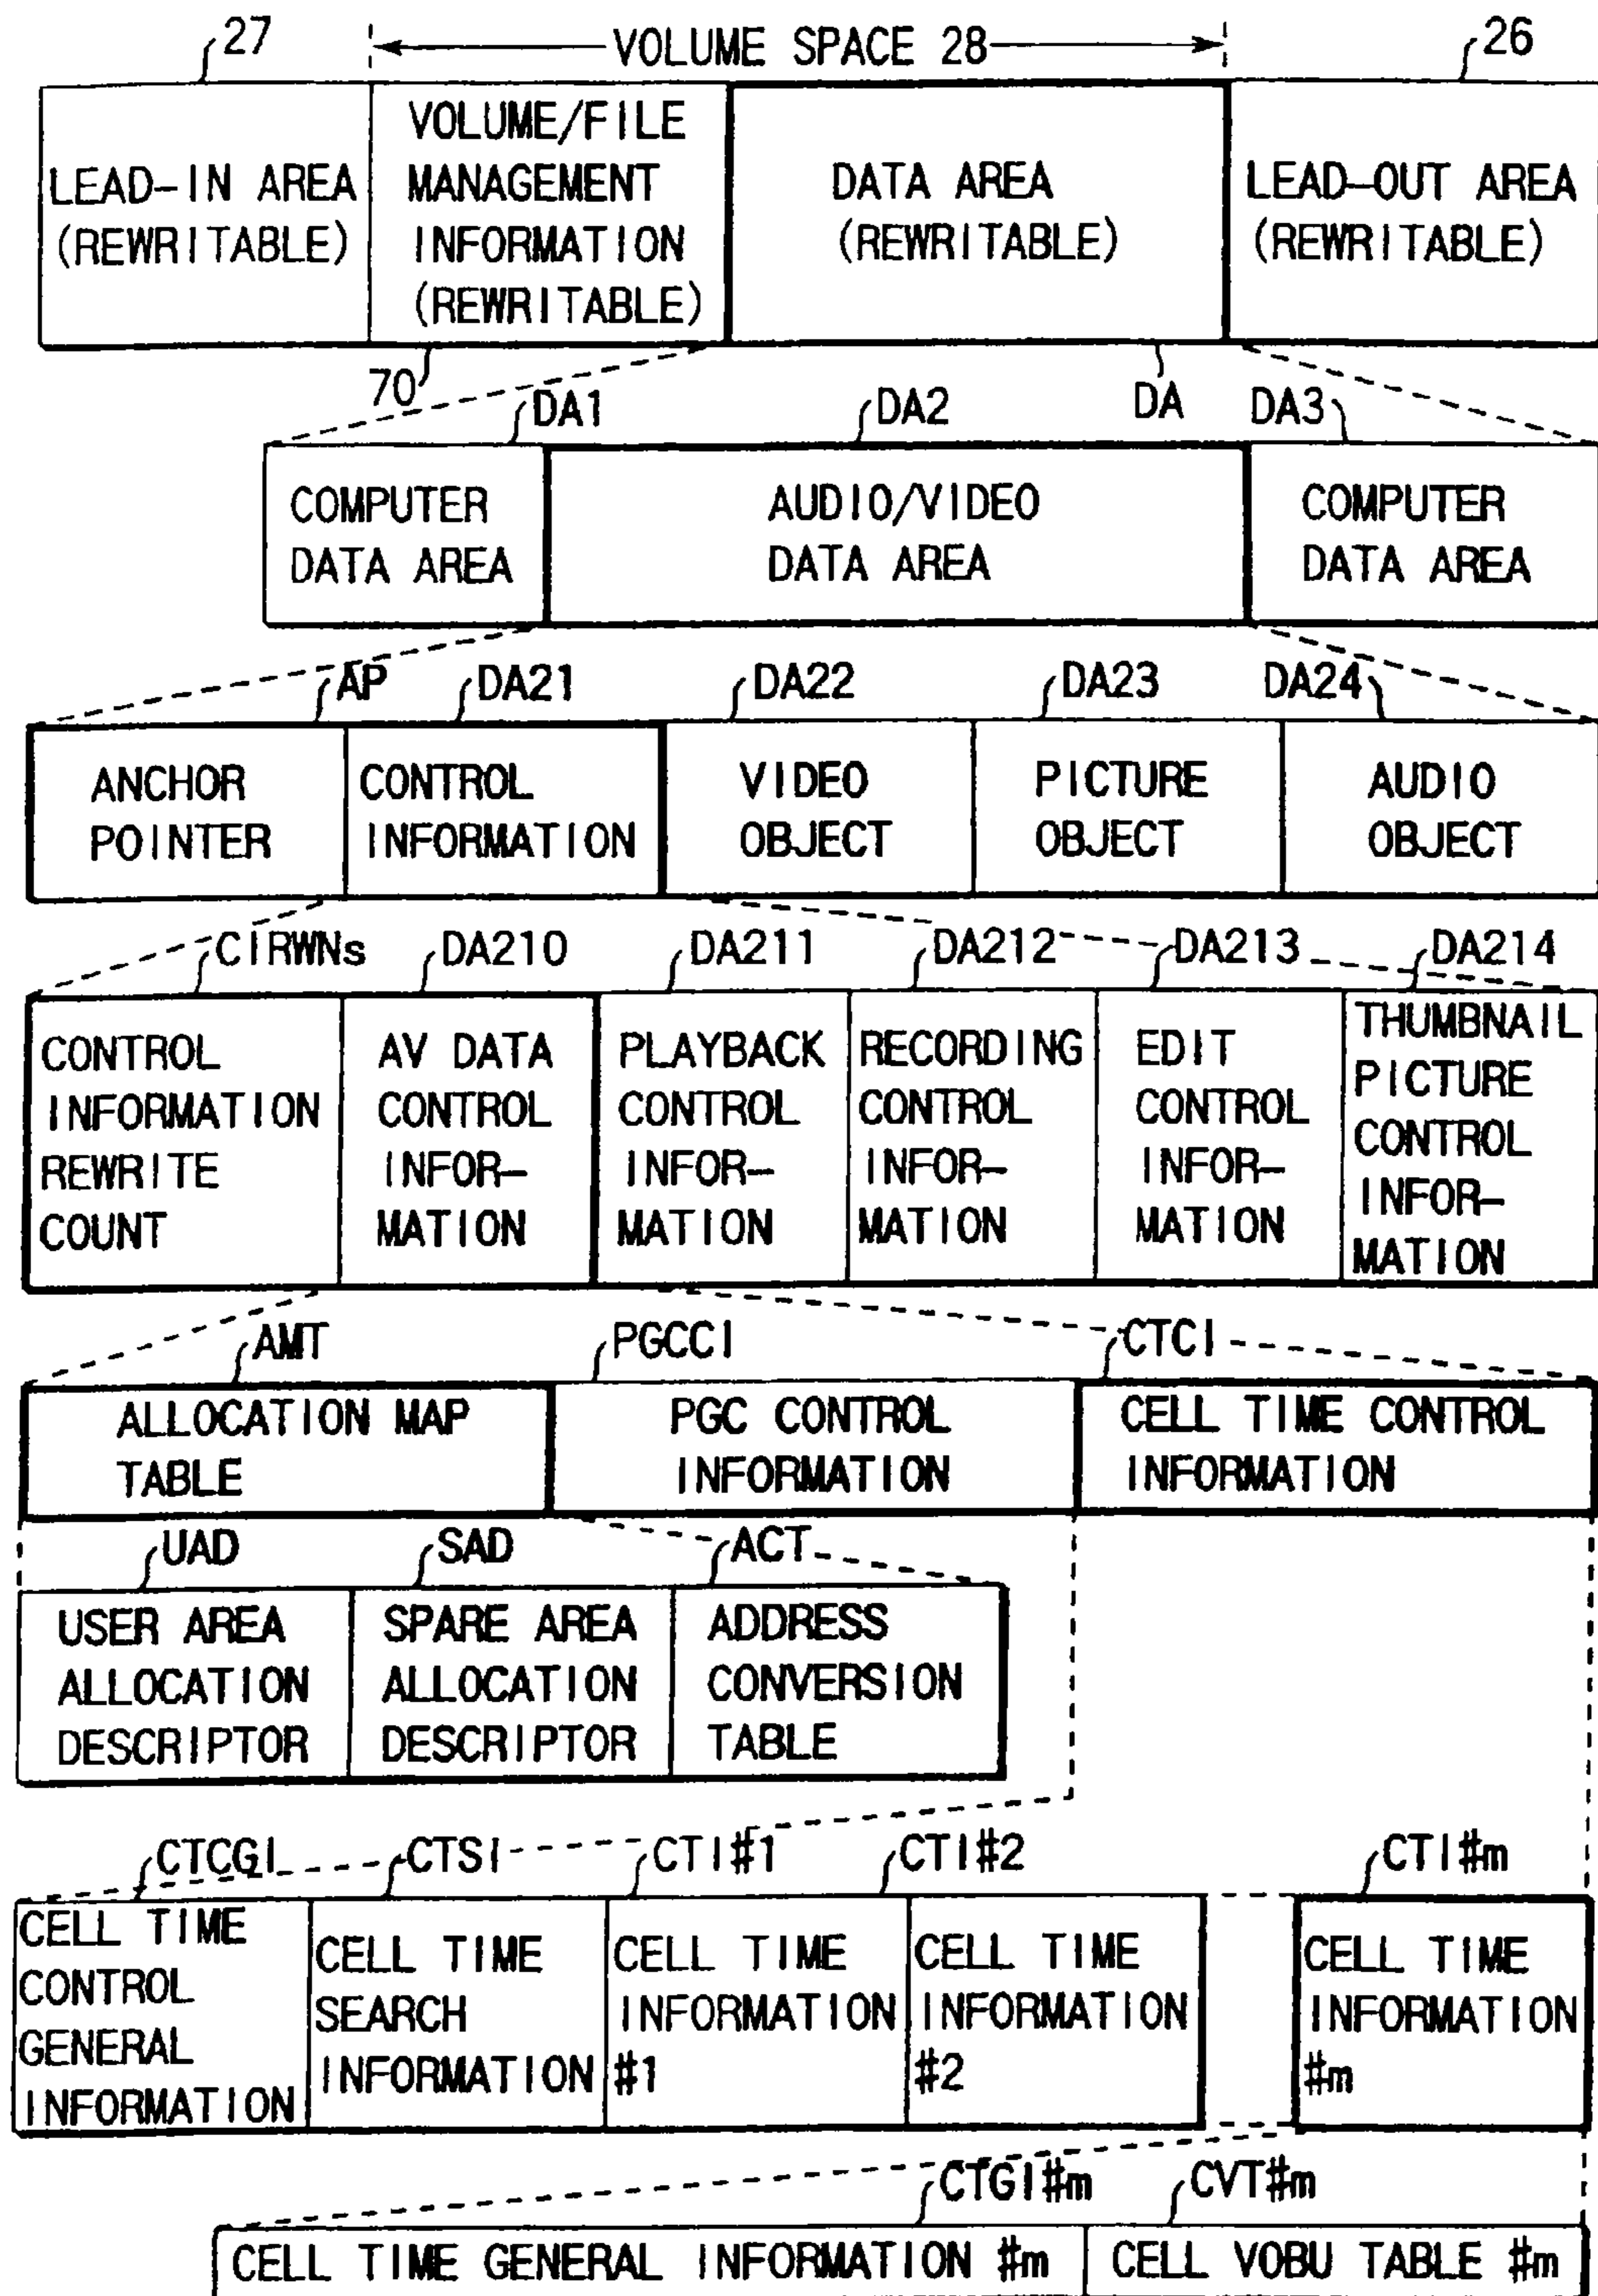 27
VOLUME SPACE 28
26
LEAD-IN AREA
(REWRITABLE)
VOLUME/FILE
MANAGEMENT
INFORMATION
(REWRITABLE)
DATA AREA
(REWRITABLE)
LEAD-OUT AREA
(REWRITABLE)
70
DA1
DA2
DA
DA3
COMPUTER
DATA AREA
AUDIO/VIDEO
DATA AREA
COMPUTER
DATA AREA
AP
DA21
DA22
DA23
DA24
ANCHOR
POINTER
CONTROL
INFORMATION
VIDEO
OBJECT
PICTURE
OBJECT
AUDIO
OBJECT
CIRWNs
DA210
DA211
DA212
DA213
DA214
CONTROL
INFORMATION
REWRITE
COUNT
AV DATA
CONTROL
INFOR-
MATION
PLAYBACK
CONTROL
INFOR-
MATION
RECORDING
CONTROL
INFOR-
MATION
EDIT
CONTROL
INFOR-
MATION
THUMBNAIL
PICTURE
CONTROL
INFOR-
MATION
AMT
PGCCI
CTCI
ALLOCATION MAP
TABLE
PGC CONTROL
INFORMATION
CELL TIME CONTROL
INFORMATION
UAD
SAD
ACT
USER AREA
ALLOCATION
DESCRIPTOR
SPARE AREA
ALLOCATION
DESCRIPTOR
ADDRESS
CONVERSION
TABLE
CTCGI
CTSI
CTI#1
CTI#2
CTI#m
CELL TIME
CONTROL
GENERAL
INFORMATION
CELL TIME
SEARCH
INFORMATION
CELL TIME
INFORMATION
#1
CELL TIME
INFORMATION
#2
CELL TIME
INFORMATION
#m
CTGI#m
CVT#m
CELL TIME GENERAL INFORMATION #m
CELL VOBU TABLE #m